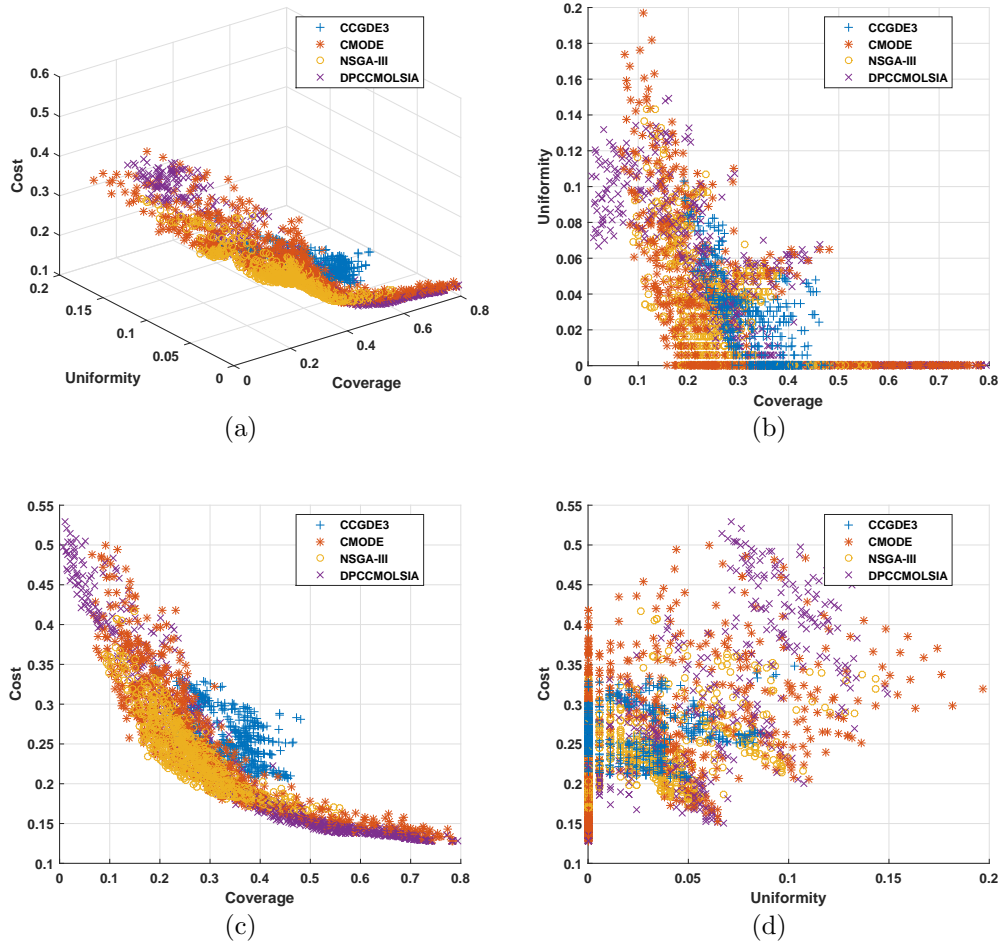 0.6
0.5
0.4
0.3
0.2
0.1
Cost
0.2
0.15
0.1
0.05
0
Uniformity
0
0.2
0.4
0.6
0.8
Coverage
CCGDE3
CMODE
NSGA-III
DPCCMOLSIA
(a)
0.2
0.18
0.16
0.14
0.12
0.1
0.08
0.06
0.04
0.02
0
Uniformity
0 0.1 0.2 0.3 0.4 0.5 0.6 0.7 0.8
Coverage
CCGDE3
CMODE
NSGA-III
DPCCMOLSIA
(b)
0.55
0.5
0.45
0.4
0.35
0.3
0.25
0.2
0.15
0.1
Cost
0 0.1 0.2 0.3 0.4 0.5 0.6 0.7 0.8
Coverage
CCGDE3
CMODE
NSGA-III
DPCCMOLSIA
(c)
0.55
0.5
0.45
0.4
0.35
0.3
0.25
0.2
0.15
0.1
Cost
0 0.05 0.1 0.15 0.2
Uniformity
CCGDE3
CMODE
NSGA-III
DPCCMOLSIA
(d)